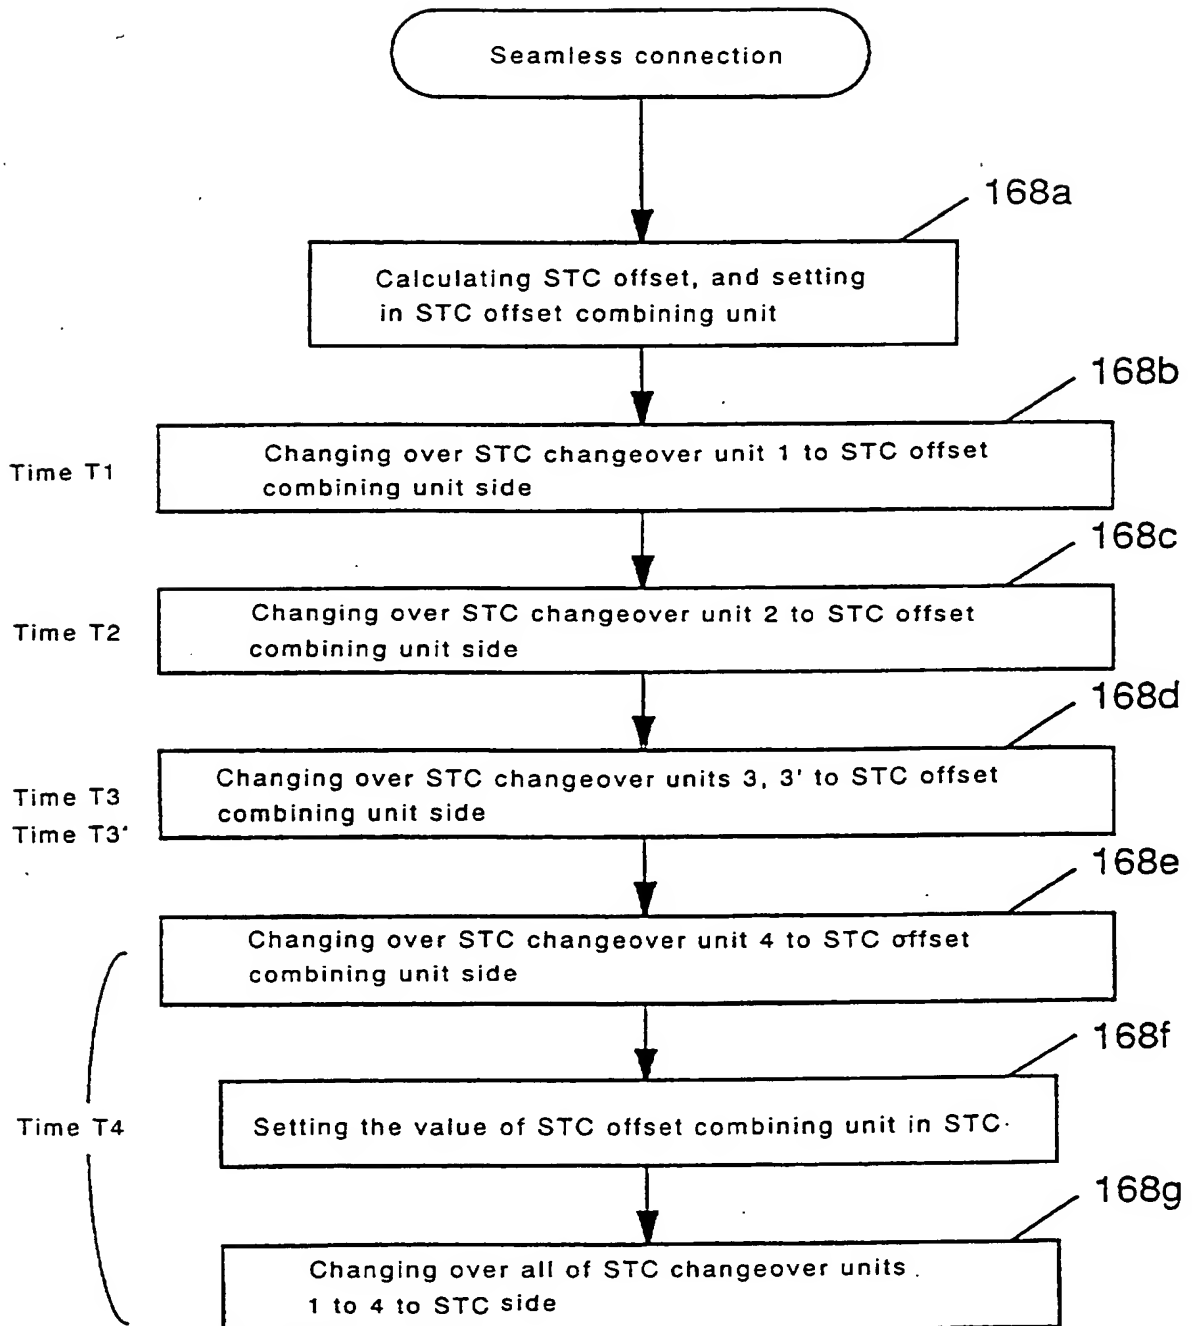 Seamless connection
168a
Calculating STC offset, and setting
in STC offset combining unit
168b
Time T1
Changing over STC changeover unit 1 to STC offset
combining unit side
168c
Time T2
Changing over STC changeover unit 2 to STC offset
combining unit side
168d
Time T3
Time T3'
Changing over STC changeover units 3, 3' to STC offset
combining unit side
168e
Changing over STC changeover unit 4 to STC offset
combining unit side
168f
Time T4
Setting the value of STC offset combining unit in STC.
168g
Changing over all of STC changeover units
1 to 4 to STC side